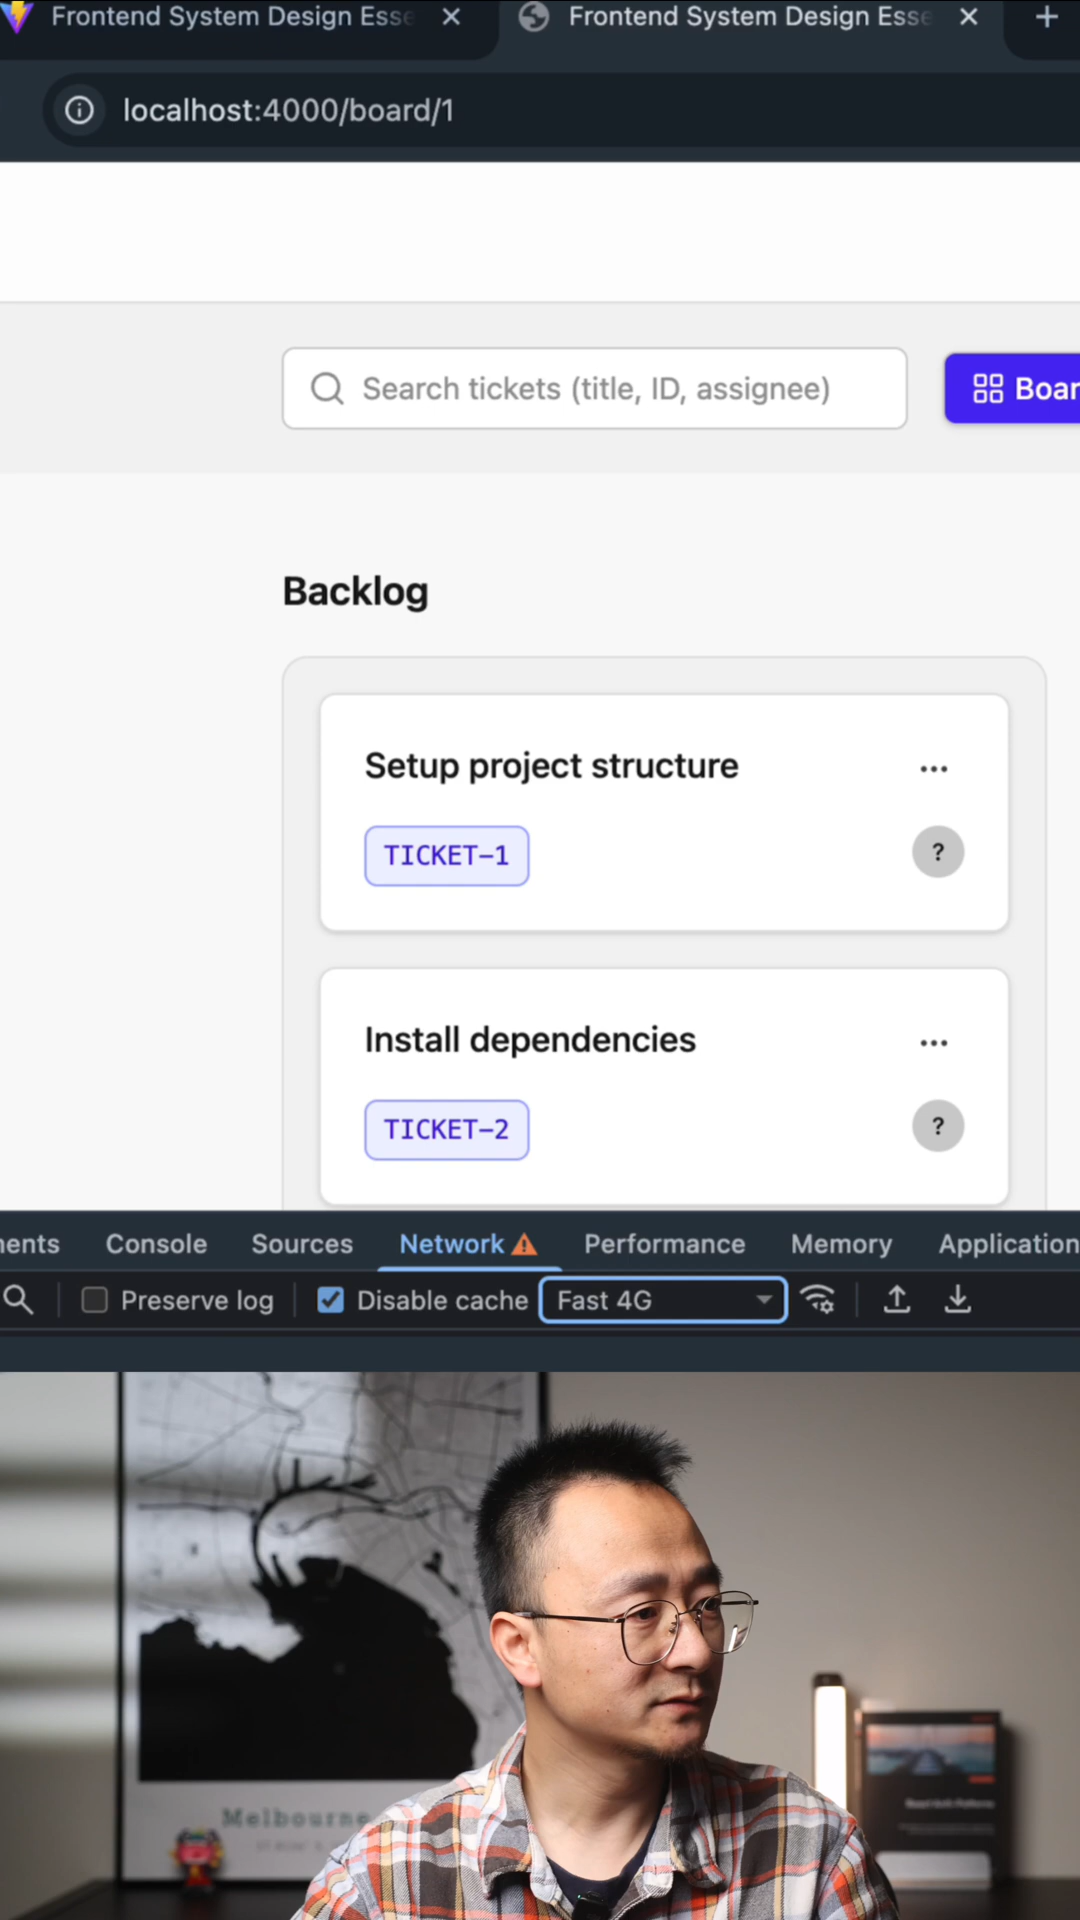 Frontend System Design Esse
Frontend System Design Esse
localhost:4000/board/1
Search tickets (title, ID, assignee)
Boar
Backlog
Setup project structure
TICKET-1
?
Install dependencies
TICKET-2
?
nents
Console
Sources
Network
Performance
Memory
Application
Preserve log
Disable cache
Fast 4G
Melbourne